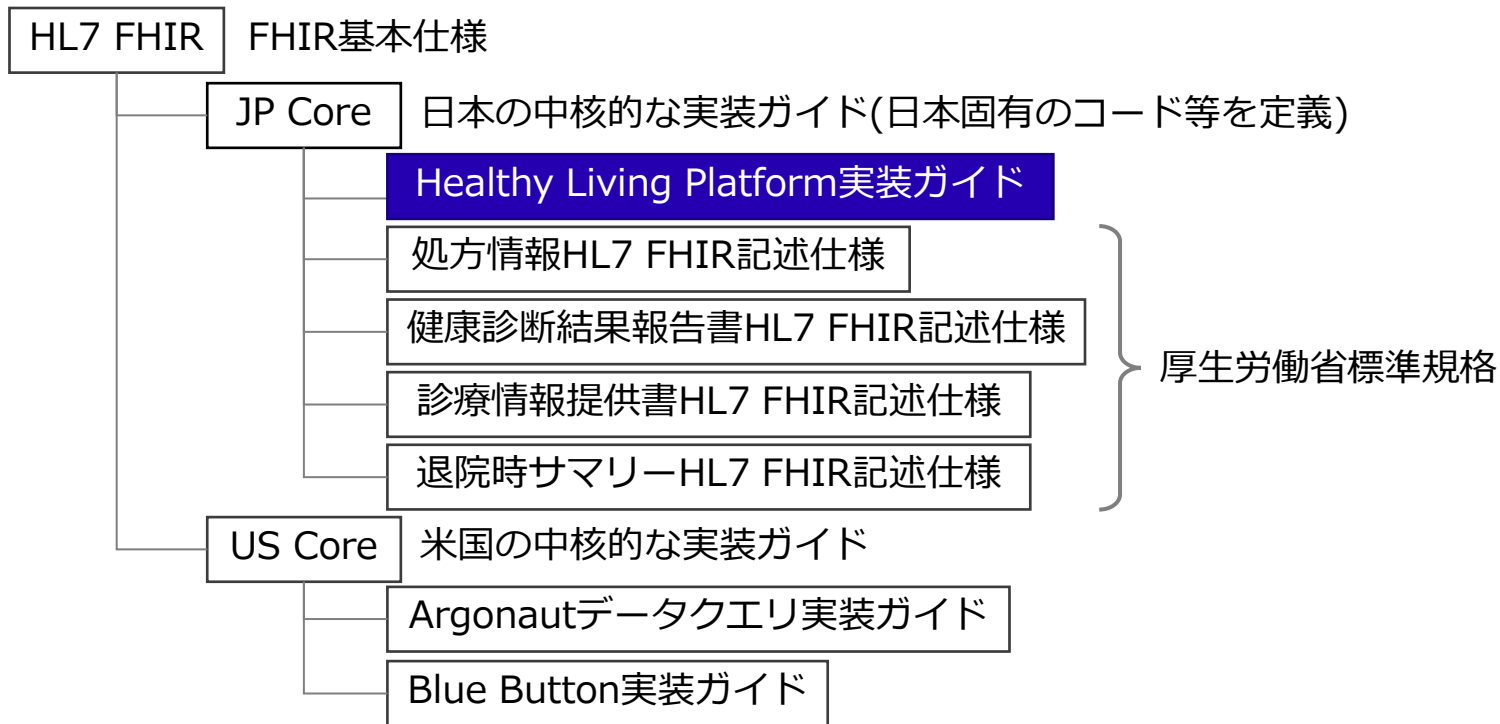 HL7 FHIR FHIR基本仕様
JP Core 日本の中核的な実装ガイド(日本固有のコード等を定義)
Healthy Living Platform実装ガイド
処方情報HL7 FHIR記述仕様
健康診断結果報告書HL7 FHIR記述仕様
厚生労働省標準規格
診療情報提供書HL7 FHIR記述仕様
退院時サマリーHL7 FHIR記述仕様
US Core 米国の中核的な実装ガイド
Argonautデータクエリ実装ガイド
Blue Button実装ガイド